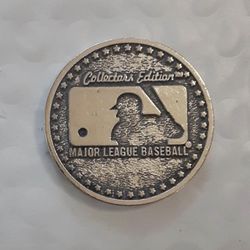 Collectors Edition
MAJOR LEAGUE BASEBALL